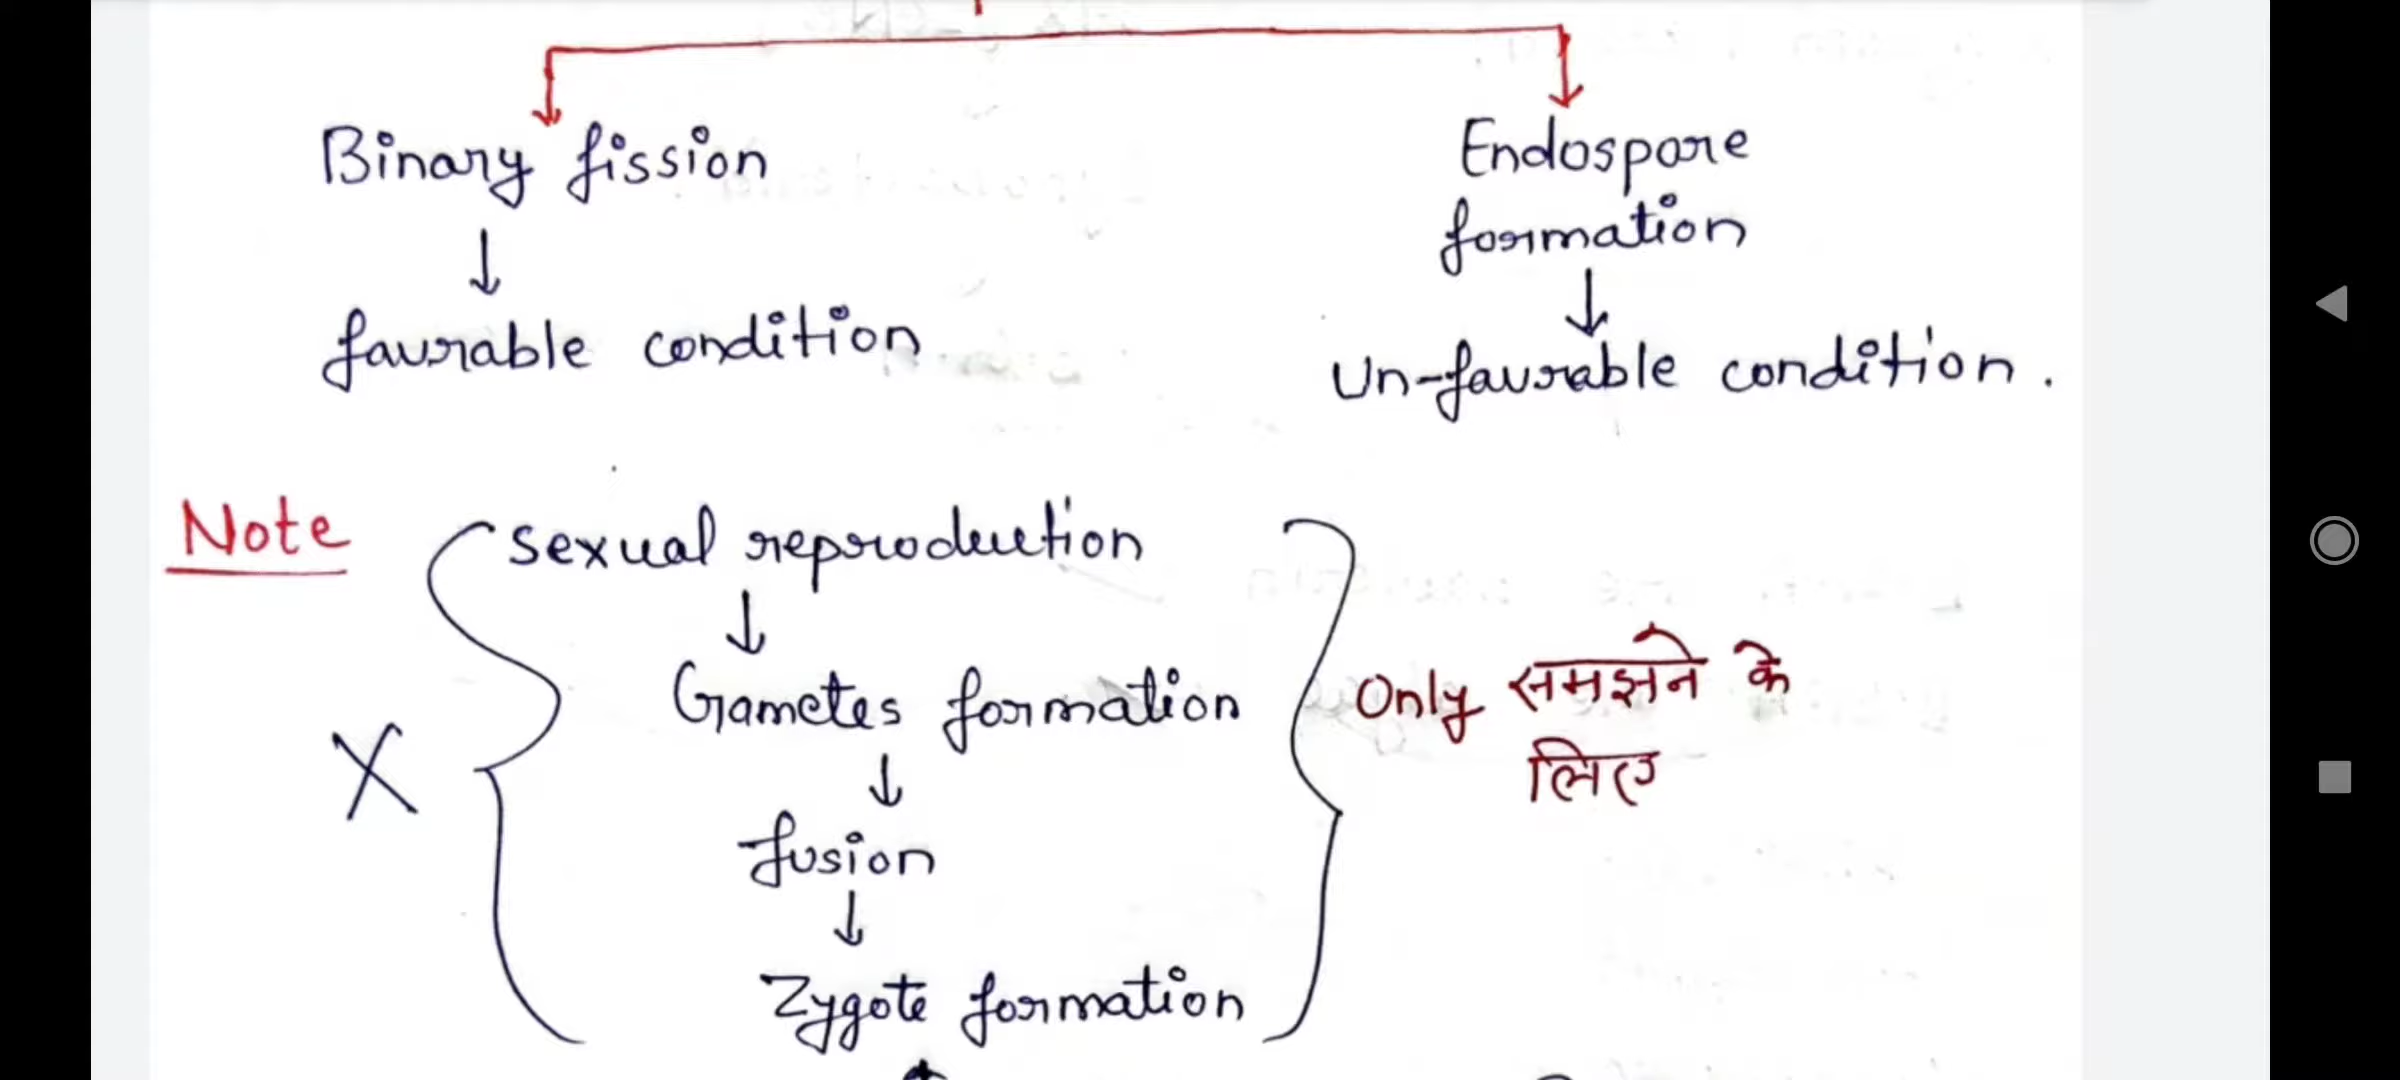 Binary fission
Endospore
formation
↓
↓
favrable condition
Un-favrable condition.
Note
sexual reproduction
↓
Gametes formation
Only समझने के
लिए
X
↓
fusion
↓
Zygote formation